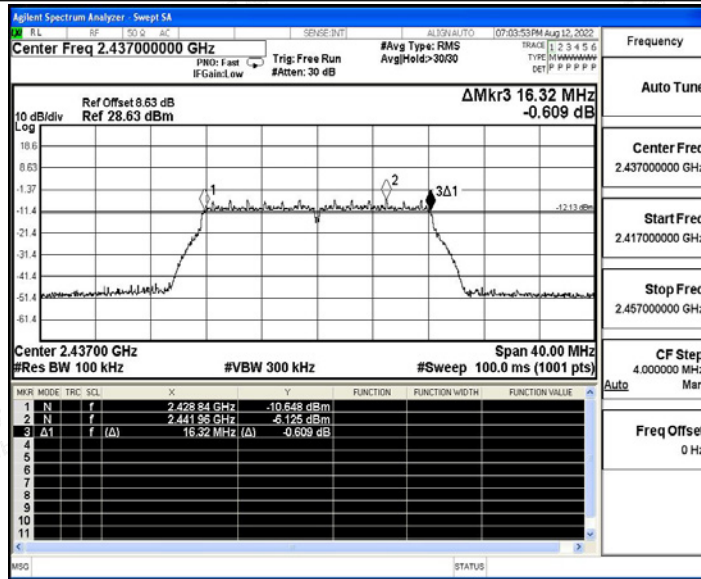 Agilent Spectrum Analyzer - Swept SA
RL RF 50 Ω AC SENSE:INT ALIGN AUTO 07:03:53 PM Aug 12, 2022
Center Freq 2.437000000 GHz
PNO: Fast
IFGain:Low
Trig: Free Run
#Atten: 30 dB
#Avg Type: RMS
Avg|Hold:>30/30
TRACE 1 2 3 4 5 6
TYPE M WWWWW
DET P P P P P P
ΔMkr3 16.32 MHz
-0.609 dB
Ref Offset 8.63 dB
10 dB/div Ref 28.63 dBm
Log
18.6
8.63
-1.37
-11.4
-21.4
-31.4
-41.4
-51.4
-61.4
1
2
3Δ1
-12.13 dBm
Center 2.43700 GHz Span 40.00 MHz
#Res BW 100 kHz #VBW 300 kHz #Sweep 100.0 ms (1001 pts)
MKR MODE TRC SCL X Y FUNCTION FUNCTION WIDTH FUNCTION VALUE
1 N f 2.428 84 GHz -10.648 dBm
2 N f 2.441 96 GHz -6.125 dBm
3 Δ1 f (Δ) 16.32 MHz (Δ) -0.609 dB
4
5
6
7
8
9
10
11
MSG STATUS
Frequency
Auto Tune
Center Freq
2.437000000 GHz
Start Freq
2.417000000 GHz
Stop Freq
2.457000000 GHz
CF Step
4.000000 MHz
Auto Man
Freq Offset
0 Hz